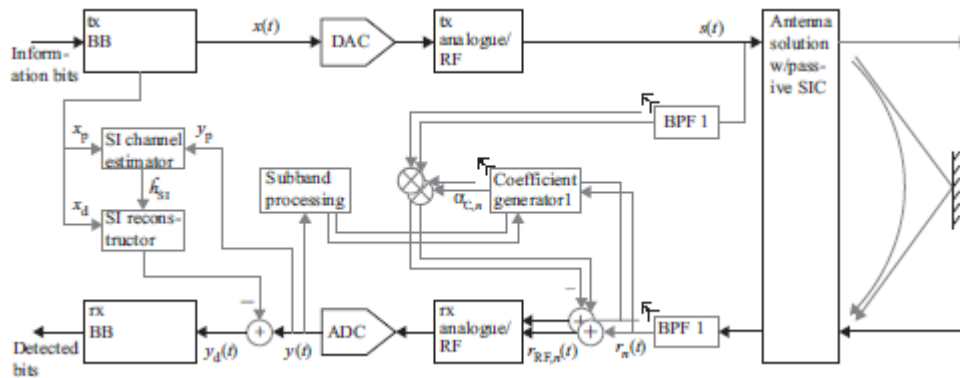 tx
BB
x(t)
DAC
tx
analogue/
RF
s(t)
Antenna
solution
w/pass-
ive SIC
Inform-
ation bits
BPF 1
x_p
y_p
SI channel
estimator
ĥ_SI
Subband
processing
Coefficient
generator1
α_C,n
x_d
SI recons-
tructor
rx
BB
–
+
ADC
rx
analogue/
RF
–
+
+
BPF 1
Detected
bits
y_d(t)
y(t)
r_RF,n(t)
r_n(t)